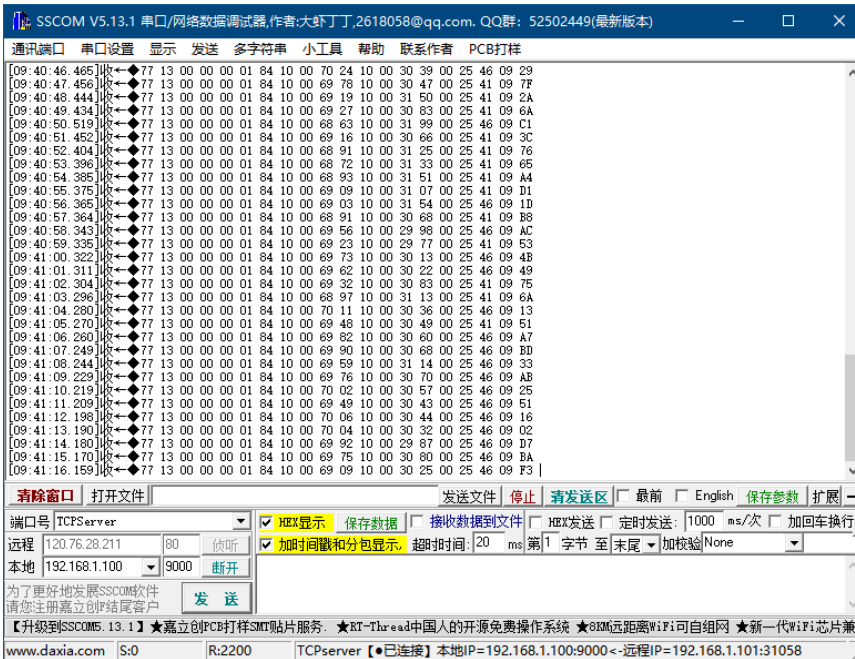 SSCOM V5.13.1 串口/网络数据调试器,作者:大虾丁丁,2618058@qq.com. QQ群: 52502449(最新版本)
通讯端口 串口设置 显示 发送 多字符串 小工具 帮助 联系作者 PCB打样
[09:40:46.465]收←◆77 13 00 00 00 01 84 10 00 70 24 10 00 30 39 00 25 46 09 29
[09:40:47.456]收←◆77 13 00 00 00 01 84 10 00 69 78 10 00 30 47 00 25 41 09 7F
[09:40:48.444]收←◆77 13 00 00 00 01 84 10 00 69 19 10 00 31 50 00 25 41 09 2A
[09:40:49.434]收←◆77 13 00 00 00 01 84 10 00 69 27 10 00 30 83 00 25 41 09 6A
[09:40:50.519]收←◆77 13 00 00 00 01 84 10 00 68 63 10 00 31 99 00 25 46 09 C1
[09:40:51.452]收←◆77 13 00 00 00 01 84 10 00 69 16 10 00 30 66 00 25 41 09 3C
[09:40:52.404]收←◆77 13 00 00 00 01 84 10 00 68 91 10 00 31 25 00 25 41 09 76
[09:40:53.396]收←◆77 13 00 00 00 01 84 10 00 68 72 10 00 31 33 00 25 41 09 65
[09:40:54.385]收←◆77 13 00 00 00 01 84 10 00 68 93 10 00 31 51 00 25 41 09 A4
[09:40:55.375]收←◆77 13 00 00 00 01 84 10 00 69 09 10 00 31 07 00 25 41 09 D1
[09:40:56.365]收←◆77 13 00 00 00 01 84 10 00 69 03 10 00 31 54 00 25 46 09 1D
[09:40:57.364]收←◆77 13 00 00 00 01 84 10 00 68 91 10 00 30 68 00 25 41 09 B8
[09:40:58.343]收←◆77 13 00 00 00 01 84 10 00 69 56 10 00 29 98 00 25 46 09 AC
[09:40:59.335]收←◆77 13 00 00 00 01 84 10 00 69 23 10 00 29 77 00 25 41 09 53
[09:41:00.322]收←◆77 13 00 00 00 01 84 10 00 69 73 10 00 30 13 00 25 46 09 4B
[09:41:01.311]收←◆77 13 00 00 00 01 84 10 00 69 62 10 00 30 22 00 25 46 09 49
[09:41:02.304]收←◆77 13 00 00 00 01 84 10 00 69 32 10 00 30 83 00 25 41 09 75
[09:41:03.296]收←◆77 13 00 00 00 01 84 10 00 68 97 10 00 31 13 00 25 41 09 6A
[09:41:04.280]收←◆77 13 00 00 00 01 84 10 00 70 11 10 00 30 36 00 25 46 09 13
[09:41:05.270]收←◆77 13 00 00 00 01 84 10 00 69 48 10 00 30 49 00 25 41 09 51
[09:41:06.260]收←◆77 13 00 00 00 01 84 10 00 69 82 10 00 30 60 00 25 46 09 A7
[09:41:07.249]收←◆77 13 00 00 00 01 84 10 00 69 90 10 00 30 68 00 25 46 09 BD
[09:41:08.244]收←◆77 13 00 00 00 01 84 10 00 69 59 10 00 31 14 00 25 46 09 33
[09:41:09.229]收←◆77 13 00 00 00 01 84 10 00 69 76 10 00 30 70 00 25 46 09 AB
[09:41:10.219]收←◆77 13 00 00 00 01 84 10 00 70 02 10 00 30 57 00 25 46 09 25
[09:41:11.209]收←◆77 13 00 00 00 01 84 10 00 69 49 10 00 30 43 00 25 46 09 51
[09:41:12.198]收←◆77 13 00 00 00 01 84 10 00 70 06 10 00 30 44 00 25 46 09 16
[09:41:13.190]收←◆77 13 00 00 00 01 84 10 00 70 04 10 00 30 32 00 25 46 09 02
[09:41:14.180]收←◆77 13 00 00 00 01 84 10 00 69 92 10 00 29 87 00 25 46 09 D7
[09:41:15.170]收←◆77 13 00 00 00 01 84 10 00 69 75 10 00 30 80 00 25 46 09 BA
[09:41:16.159]收←◆77 13 00 00 00 01 84 10 00 69 09 10 00 30 25 00 25 46 09 F3
清除窗口 打开文件 发送文件 停止 清发送区 最前 English 保存参数 扩展 —
端口号 TCPServer HEX显示 保存数据 接收数据到文件 HEX发送 定时发送: 1000 ms/次 加回车换行
远程 120.76.28.211 80 侦听 加时间戳和分包显示, 超时时间: 20 ms 第1 字节 至 末尾 加校验 None
本地 192.168.1.100 9000 断开
为了更好地发展SSCOM软件
请您注册嘉立创F结尾客户
发 送
【升级到SSCOM5.13.1】★嘉立创PCB打样SMT贴片服务. ★RT-Thread中国人的开源免费操作系统 ★8KM远距离WiFi可自组网 ★新一代WiFi芯片兼
www.daxia.com S:0 R:2200 TCPserver【●已连接】本地IP=192.168.1.100:9000<-远程IP=192.168.1.101:31058